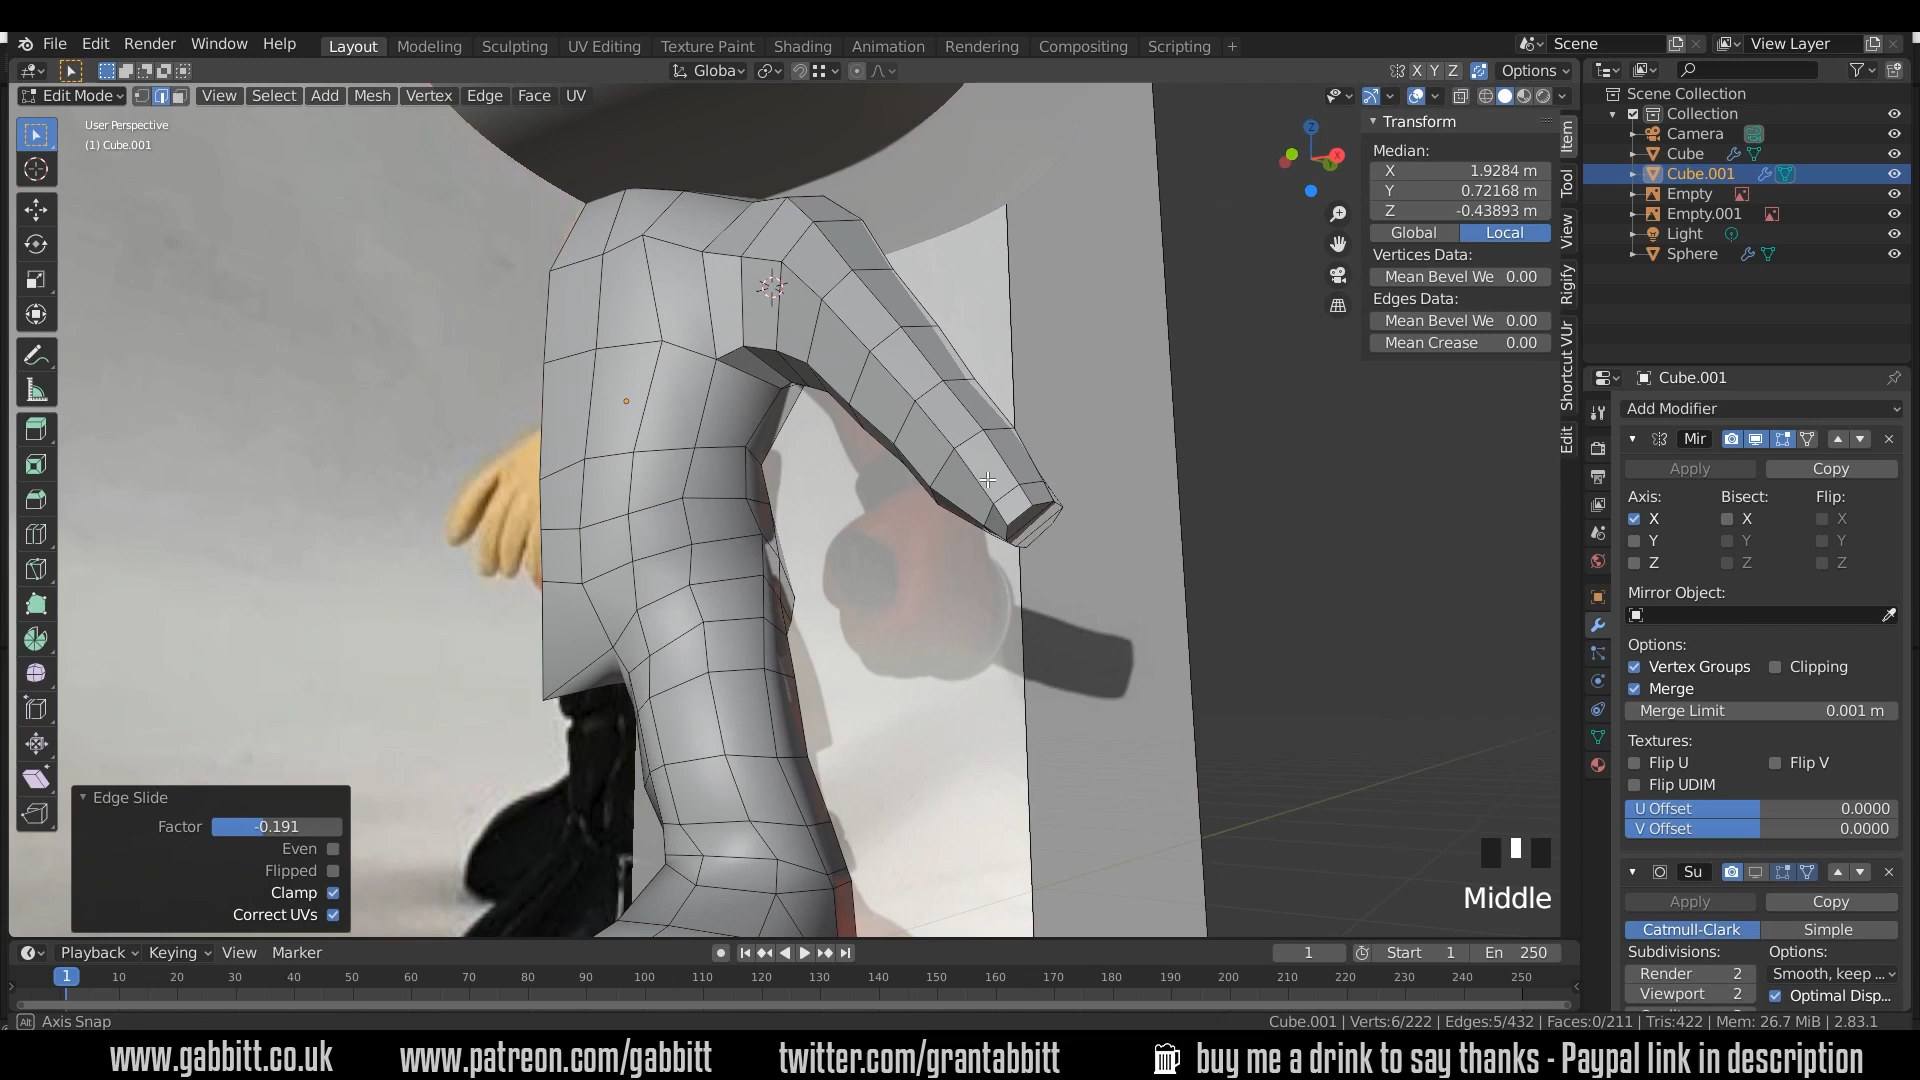 File Edit Render Window Help Layout Modeling Sculpting UV Editing Texture Paint Shading Animation Rendering Compositing Scripting + Scene View Layer
Global X Y Z Options
Edit Mode View Select Add Mesh Vertex Edge Face UV
User Perspective
(1) Cube.001
Transform
Median:
X 1.9284 m
Y 0.72168 m
Z -0.43893 m
Global Local
Vertices Data:
Mean Bevel We 0.00
Edges Data:
Mean Bevel We 0.00
Mean Crease 0.00
Item
Tool
View
Rigify
Shortcut VUr
Edit
Z
X
Y
Scene Collection
Collection
Camera
Cube
Cube.001
Empty
Empty.001
Light
Sphere
Cube.001
Add Modifier
Mir
Apply Copy
Axis: Bisect: Flip:
X X X
Y Y Y
Z Z Z
Mirror Object:
Options:
Vertex Groups Clipping
Merge
Merge Limit 0.001 m
Textures:
Flip U Flip V
Flip UDIM
U Offset 0.0000
V Offset 0.0000
Su
Apply Copy
Catmull-Clark Simple
Subdivisions: Options:
Render 2 Smooth, keep ...
Viewport 2 Optimal Disp...
Edge Slide
Factor -0.191
Even
Flipped
Clamp
Correct UVs
Middle
Playback Keying View Marker 1 Start 1 En 250
1 10 20 30 40 50 60 70 80 90 100 110 120 130 140 150 160 170 180 190 200 210 220 230 240 250
Alt Axis Snap Cube.001 | Verts:6/222 | Edges:5/432 | Faces:0/211 | Tris:422 | Mem: 26.7 MiB | 2.83.1
www.gabbitt.co.uk www.patreon.com/gabbitt twitter.com/grantabbitt buy me a drink to say thanks - Paypal link in description